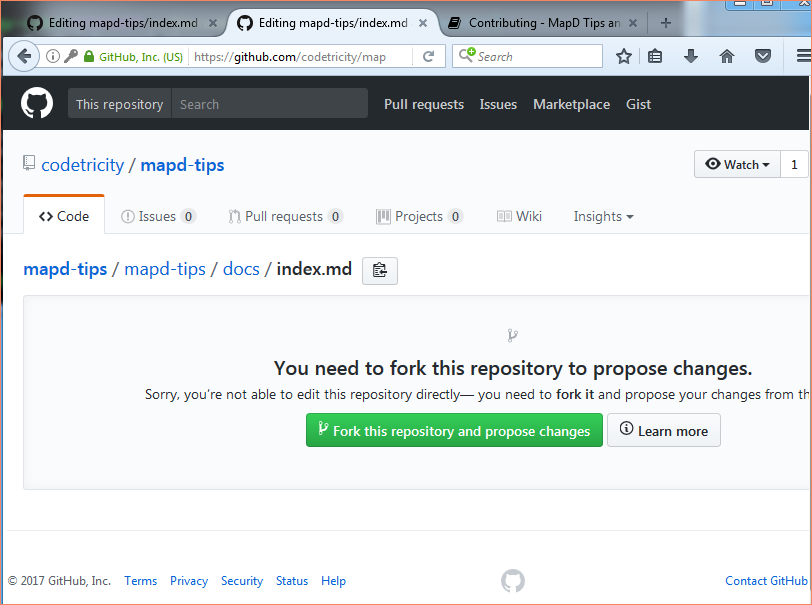 Editing mapd-tips/index.md
Editing mapd-tips/index.md
Contributing - MapD Tips an
GitHub, Inc. (US)
https://github.com/codetricity/map
Search
This repository
Search
Pull requests
Issues
Marketplace
Gist
codetricity / mapd-tips
Watch
1
Code
Issues 0
Pull requests 0
Projects 0
Wiki
Insights
mapd-tips / mapd-tips / docs / index.md
You need to fork this repository to propose changes.
Sorry, you're not able to edit this repository directly— you need to fork it and propose your changes from th
Fork this repository and propose changes
Learn more
© 2017 GitHub, Inc.
Terms
Privacy
Security
Status
Help
Contact GitHub